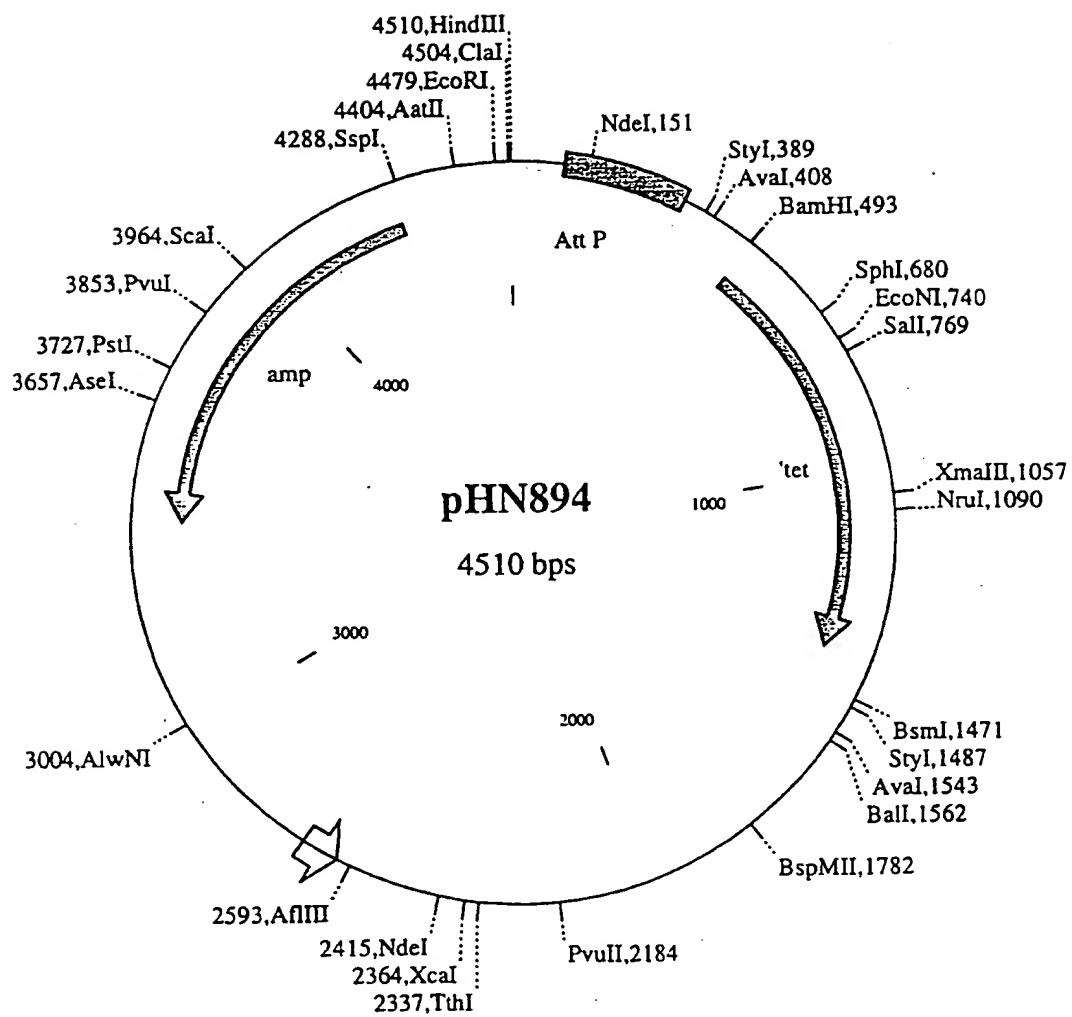 4510,HindIII
4504,ClaI
4479,EcoRI
4404,AatII
4288,SspI
NdeI,151
StyI,389
AvaI,408
BamHI,493
Att P
3964,ScaI
3853,PvuI
3727,PstI
3657,AseI
SphI,680
EcoNI,740
SalI,769
amp
4000
'tet
1000
XmaIII,1057
NruI,1090
pHN894
4510 bps
3000
2000
3004,AlwNI
BsmI,1471
StyI,1487
AvaI,1543
BalI,1562
BspMII,1782
2593,AflIII
2415,NdeI
2364,XcaI
2337,TthI
PvuII,2184